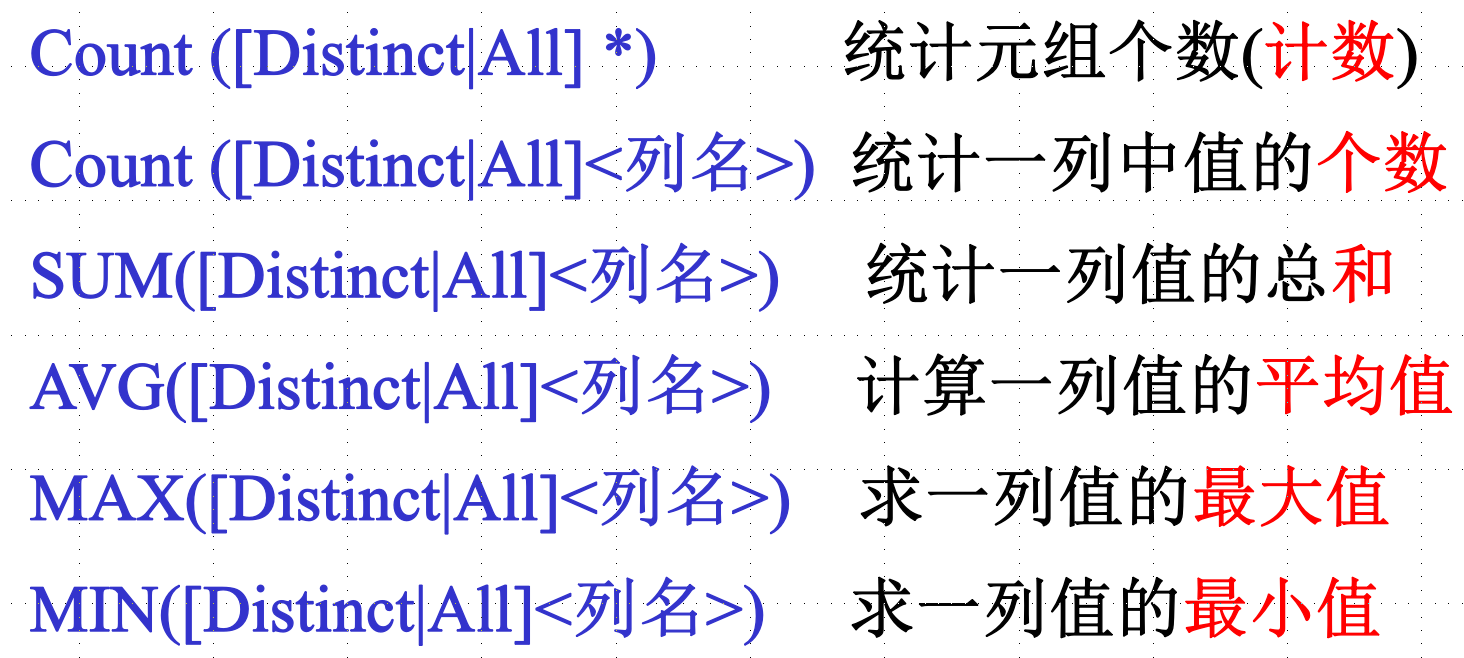 Count ([Distinct|All] *) 统计元组个数(计数)
Count ([Distinct|All]<列名>) 统计一列中值的个数
SUM([Distinct|All]<列名>) 统计一列值的总和
AVG([Distinct|All]<列名>) 计算一列值的平均值
MAX([Distinct|All]<列名>) 求一列值的最大值
MIN([Distinct|All]<列名>) 求一列值的最小值